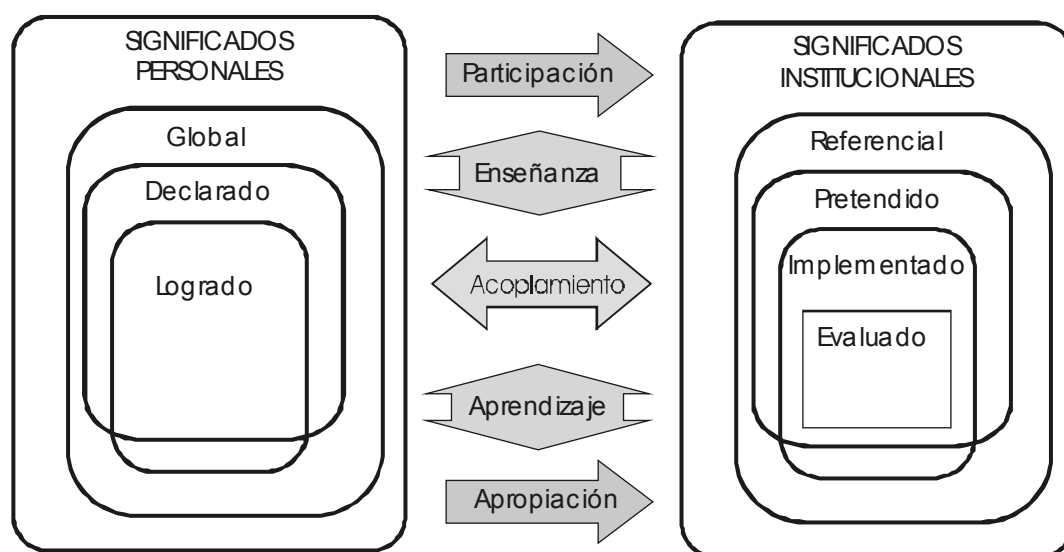 SIGNIFICADOS
PERSONALES
Global
Declarado
Logrado
Participación
Enseñanza
Acoplamiento
Aprendizaje
Apropiación
SIGNIFICADOS
INSTITUCIONALES
Referencial
Pretendido
Implementado
Evaluado